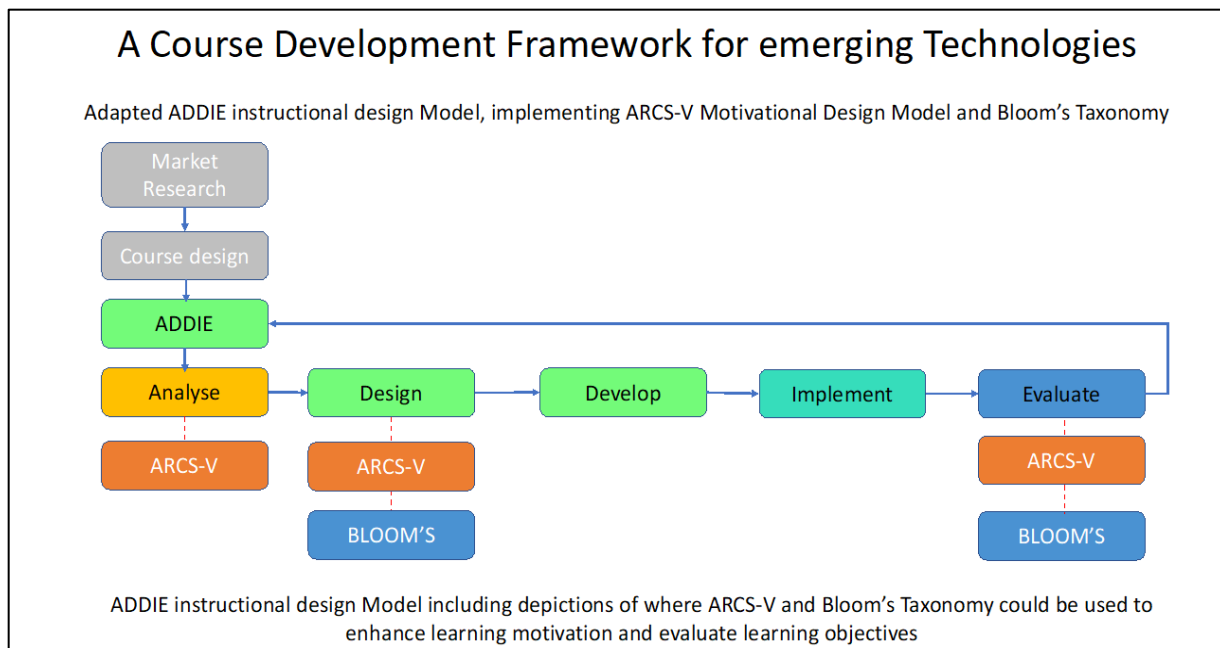 A Course Development Framework for emerging Technologies
Adapted ADDIE instructional design Model, implementing ARCS-V Motivational Design Model and Bloom's Taxonomy
Market
Research
Course design
ADDIE
Analyse
Design
Develop
Implement
Evaluate
ARCS-V
ARCS-V
ARCS-V
BLOOM'S
BLOOM'S
ADDIE instructional design Model including depictions of where ARCS-V and Bloom's Taxonomy could be used to
enhance learning motivation and evaluate learning objectives